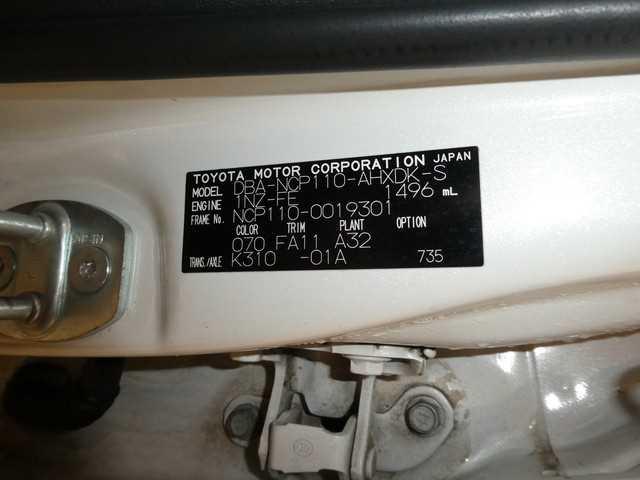 TOYOTA MOTOR CORPORATION JAPAN
MODEL DBA-NCP110-AHXDK-S
ENGINE 1NZ-FE 1496 mL
FRAME No. NCP110-0019301
COLOR TRIM PLANT OPTION
070 FA11 A32
TRANS./AXLE K310 -01A 735